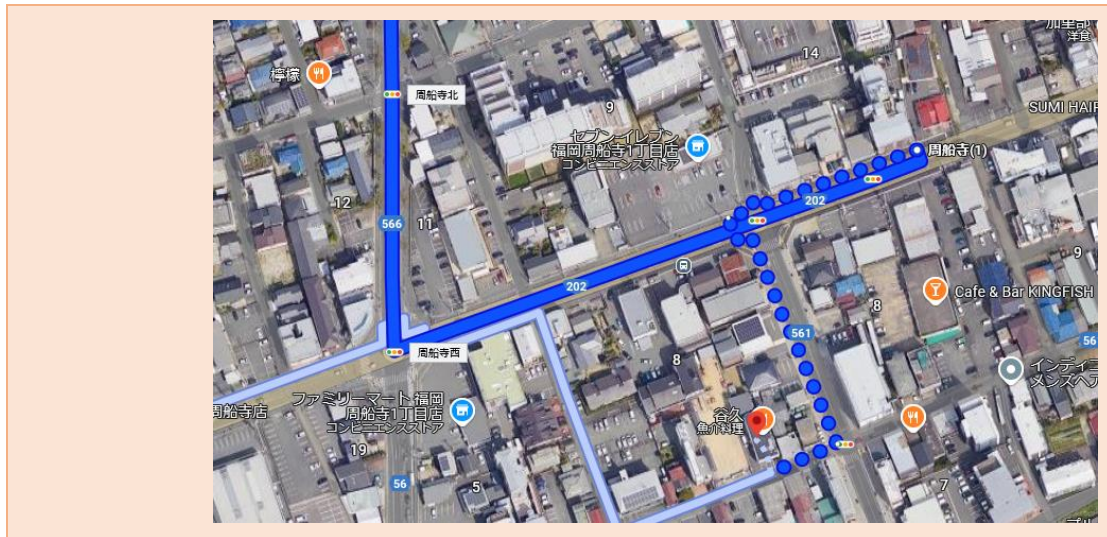 加里部
洋食
14
檸檬
周船寺北
9
セブン-イレブン
福岡周船寺1丁目店
コンビニエンスストア
SUMI HAIR
周船寺(1)
12
11
566
202
202
9
Cafe & Bar KINGFISH
8
561
56
周船寺西
8
インディゴ
メンズヘア
ファミリーマート 福岡
周船寺1丁目店
コンビニエンスストア
周船寺店
谷久
魚介料理
19
56
5
7